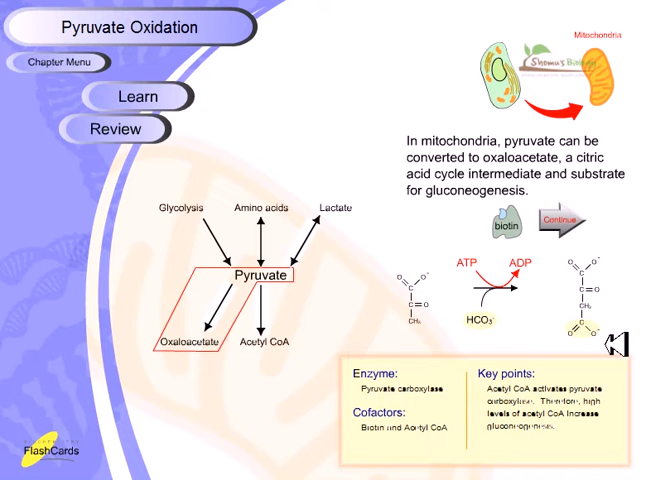 Pyruvate Oxidation
Chapter Menu
Learn
Review
Mitochondria
Shomu's Biology
In mitochondria, pyruvate can be
converted to oxaloacetate, a citric
acid cycle intermediate and substrate
for gluconeogenesis.
biotin
Continue
Glycolysis
Amino acids
Lactate
Pyruvate
Oxaloacetate
Acetyl CoA
ATP
ADP
HCO₃⁻
O
O⁻
C
C
O
CH₃
O
O⁻
C
C
O
CH₂
C
O
O⁻
Enzyme:
Pyruvate carboxylase
Cofactors:
Biotin and Acetyl CoA
Key points:
Acetyl CoA activates pyruvate
carboxylase. Therefore, high
levels of acetyl CoA increase
gluconeogenesis.
FlashCards